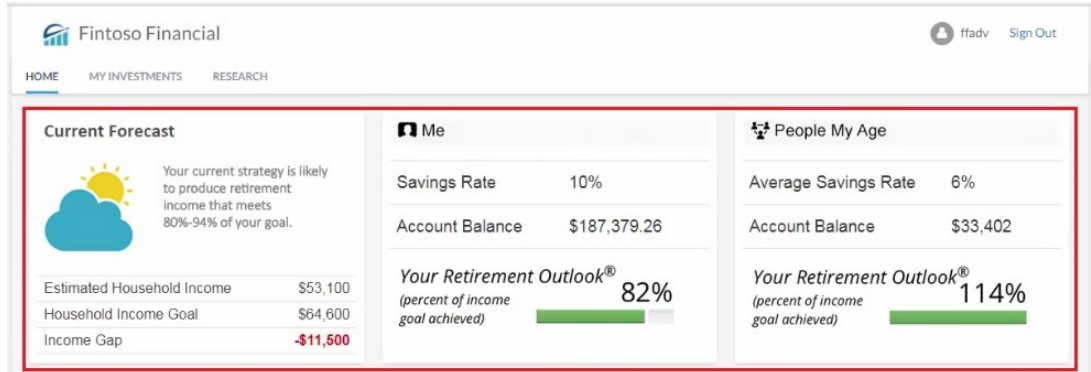 Fintoso Financial
ffadv Sign Out
HOME MY INVESTMENTS RESEARCH
Current Forecast
Your current strategy is likely
to produce retirement
income that meets
80%-94% of your goal.
Estimated Household Income $53,100
Household Income Goal $64,600
Income Gap -$11,500
Me
Savings Rate 10%
Account Balance $187,379.26
Your Retirement Outlook®
(percent of income
goal achieved)
82%
People My Age
Average Savings Rate 6%
Account Balance $33,402
Your Retirement Outlook®
(percent of income
goal achieved)
114%